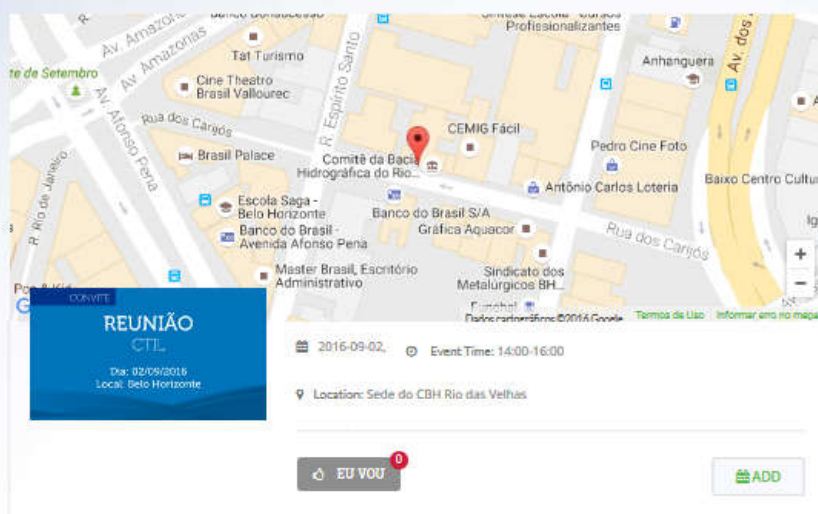 Av. Amazonas
Banco Bonsucesso
Síntese Escola - Cursos
Profissionalizantes
Av. dos
Tat Turismo
Anhanguera
te de Setembro
Av. Amazonas
Cine Theatro
Brasil Vallourec
R. Espírito Santo
Av. Afonso Pena
Rua dos Carijós
CEMIG Fácil
Pedro Cine Foto
Brasil Palace
Comitê da Bacia
Hidrográfica do Rio...
R. Rio de Janeiro
Antônio Carlos Loteria
Baixo Centro Cultur
Escola Saga -
Belo Horizonte
Banco do Brasil S/A
Banco do Brasil -
Avenida Afonso Pena
Gráfica Aquacor
Rua dos Carijós
Ig
+
Master Brasil, Escritório
Administrativo
Sindicato dos
Metalúrgicos BH...
−
G
Dados cartográficos ©2016 Google
Termos de Uso
Informar erro no mapa
CONVITE
REUNIÃO
CTIL
Dia: 02/09/2016
Local: Belo Horizonte
2016-09-02,
Event Time: 14:00-16:00
Location: Sede do CBH Rio das Velhas
EU VOU
0
ADD